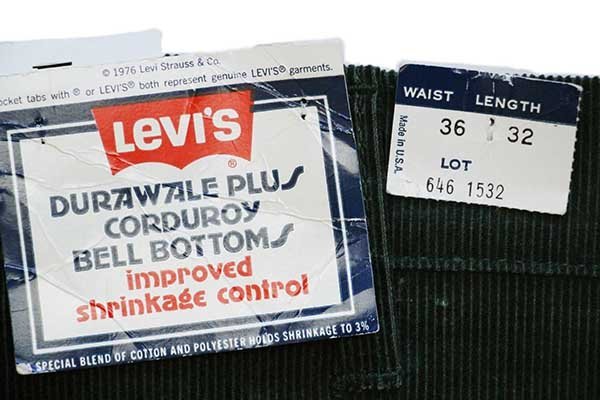 © 1976 Levi Strauss & Co.
ocket tabs with ® or LEVI'S® both represent genuine LEVI'S® garments.
Levi's®
DURAWALE PLUS
CORDUROY
BELL BOTTOMS
improved
shrinkage control
A SPECIAL BLEND OF COTTON AND POLYESTER HOLDS SHRINKAGE TO 3%
WAIST LENGTH
36 32
LOT
646 1532
Made in U.S.A.